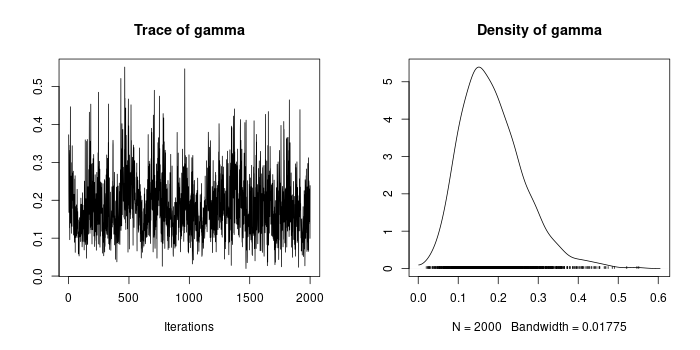 Trace of gamma
0.0 0.1 0.2 0.3 0.4 0.5
0 500 1000 1500 2000
Iterations
Density of gamma
0 1 2 3 4 5
0.0 0.1 0.2 0.3 0.4 0.5 0.6
N = 2000 Bandwidth = 0.01775